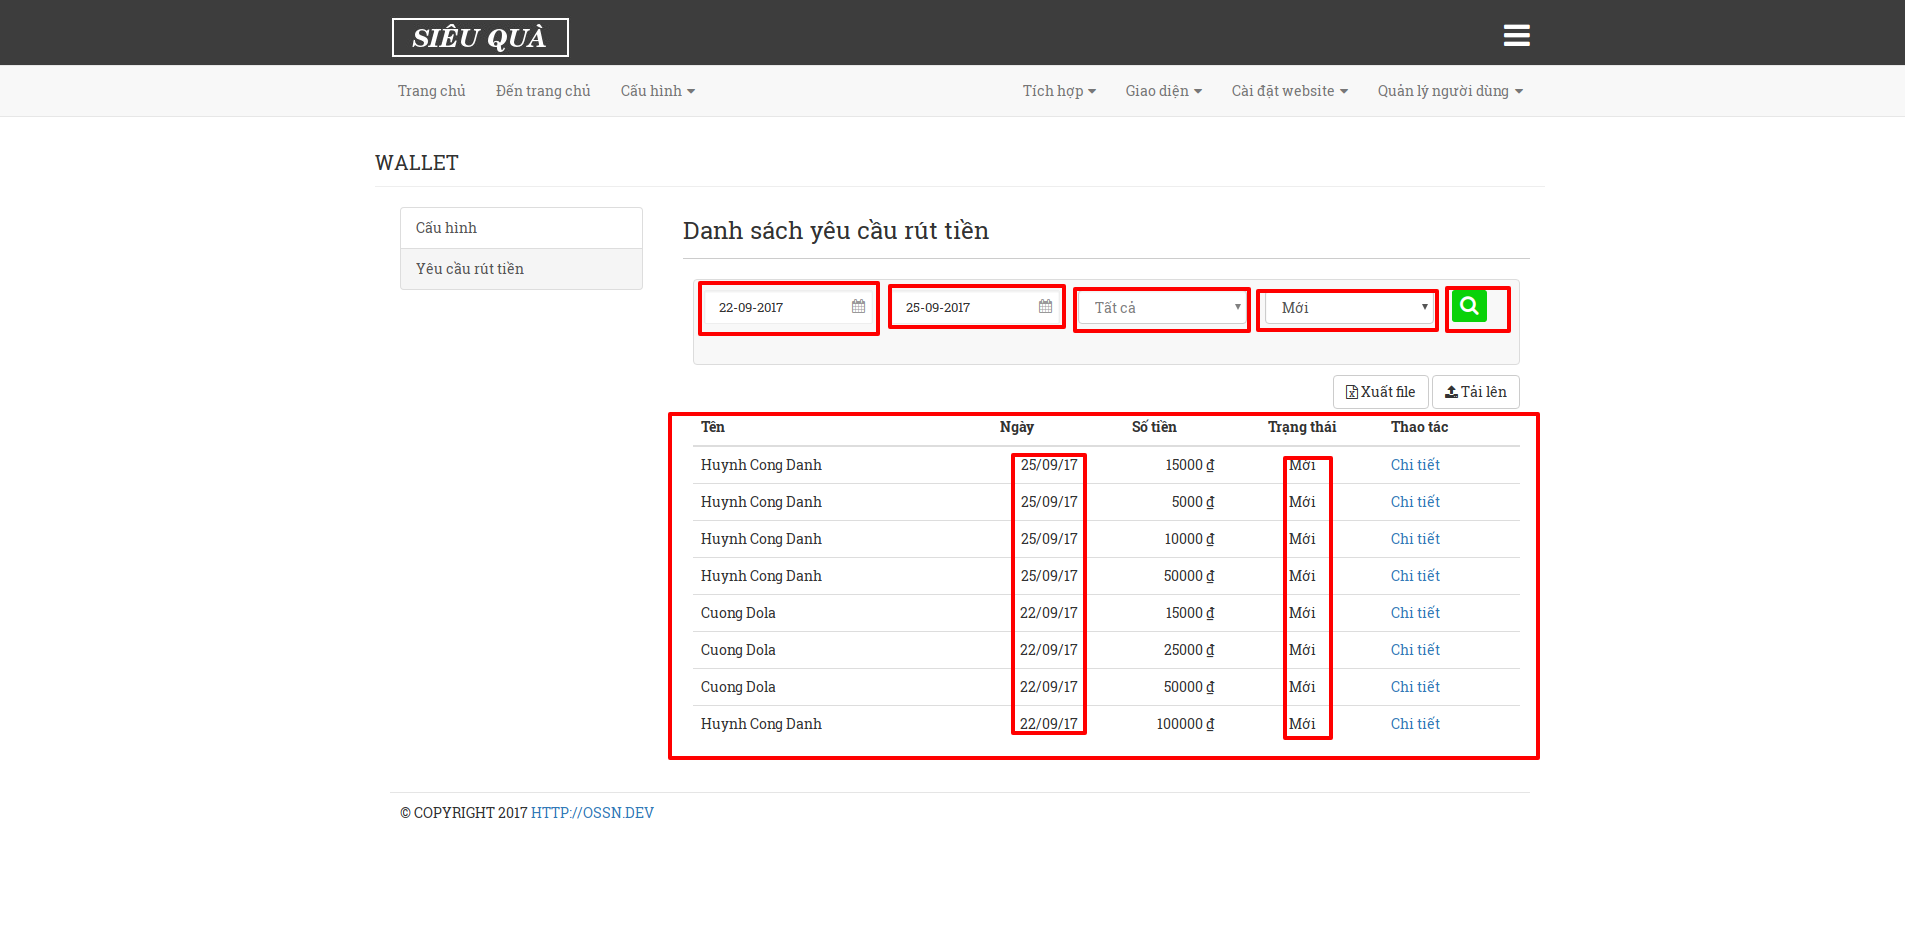 SIÊU QUÀ
Trang chủ Đến trang chủ Cấu hình Tích hợp Giao diện Cài đặt website Quản lý người dùng
WALLET
Cấu hình
Yêu cầu rút tiền
Danh sách yêu cầu rút tiền
22-09-2017 25-09-2017 Tất cả Mới
Xuất file Tải lên
Tên Ngày Số tiền Trạng thái Thao tác
Huynh Cong Danh 25/09/17 15000 ₫ Mới Chi tiết
Huynh Cong Danh 25/09/17 5000 ₫ Mới Chi tiết
Huynh Cong Danh 25/09/17 10000 ₫ Mới Chi tiết
Huynh Cong Danh 25/09/17 50000 ₫ Mới Chi tiết
Cuong Dola 22/09/17 15000 ₫ Mới Chi tiết
Cuong Dola 22/09/17 25000 ₫ Mới Chi tiết
Cuong Dola 22/09/17 50000 ₫ Mới Chi tiết
Huynh Cong Danh 22/09/17 100000 ₫ Mới Chi tiết
© COPYRIGHT 2017 HTTP://OSSN.DEV